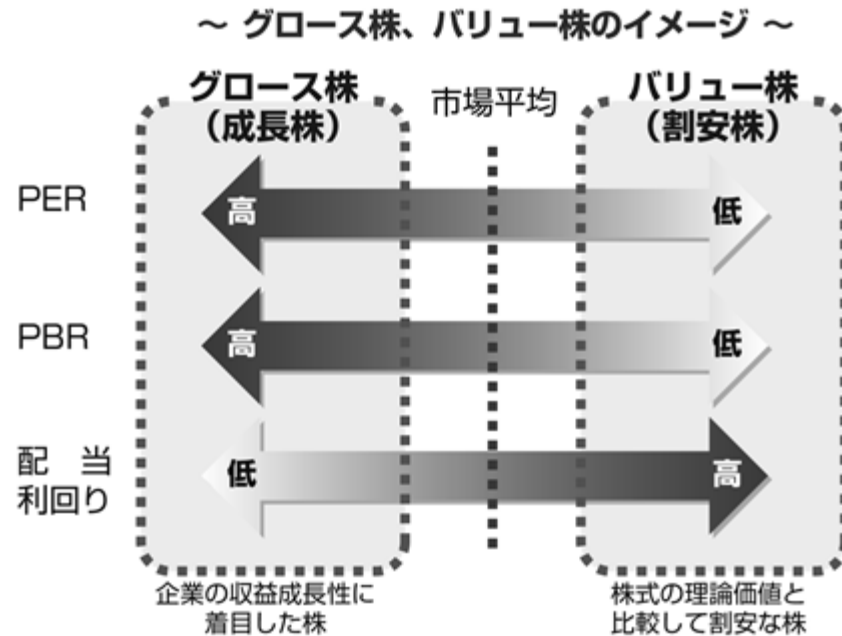 ~ グロース株、バリュー株のイメージ ~
グロース株
(成長株)
市場平均
バリュー株
(割安株)
PER
高
低
PBR
高
低
配 当
利回り
低
高
企業の収益成長性に
着目した株
株式の理論価値と
比較して割安な株